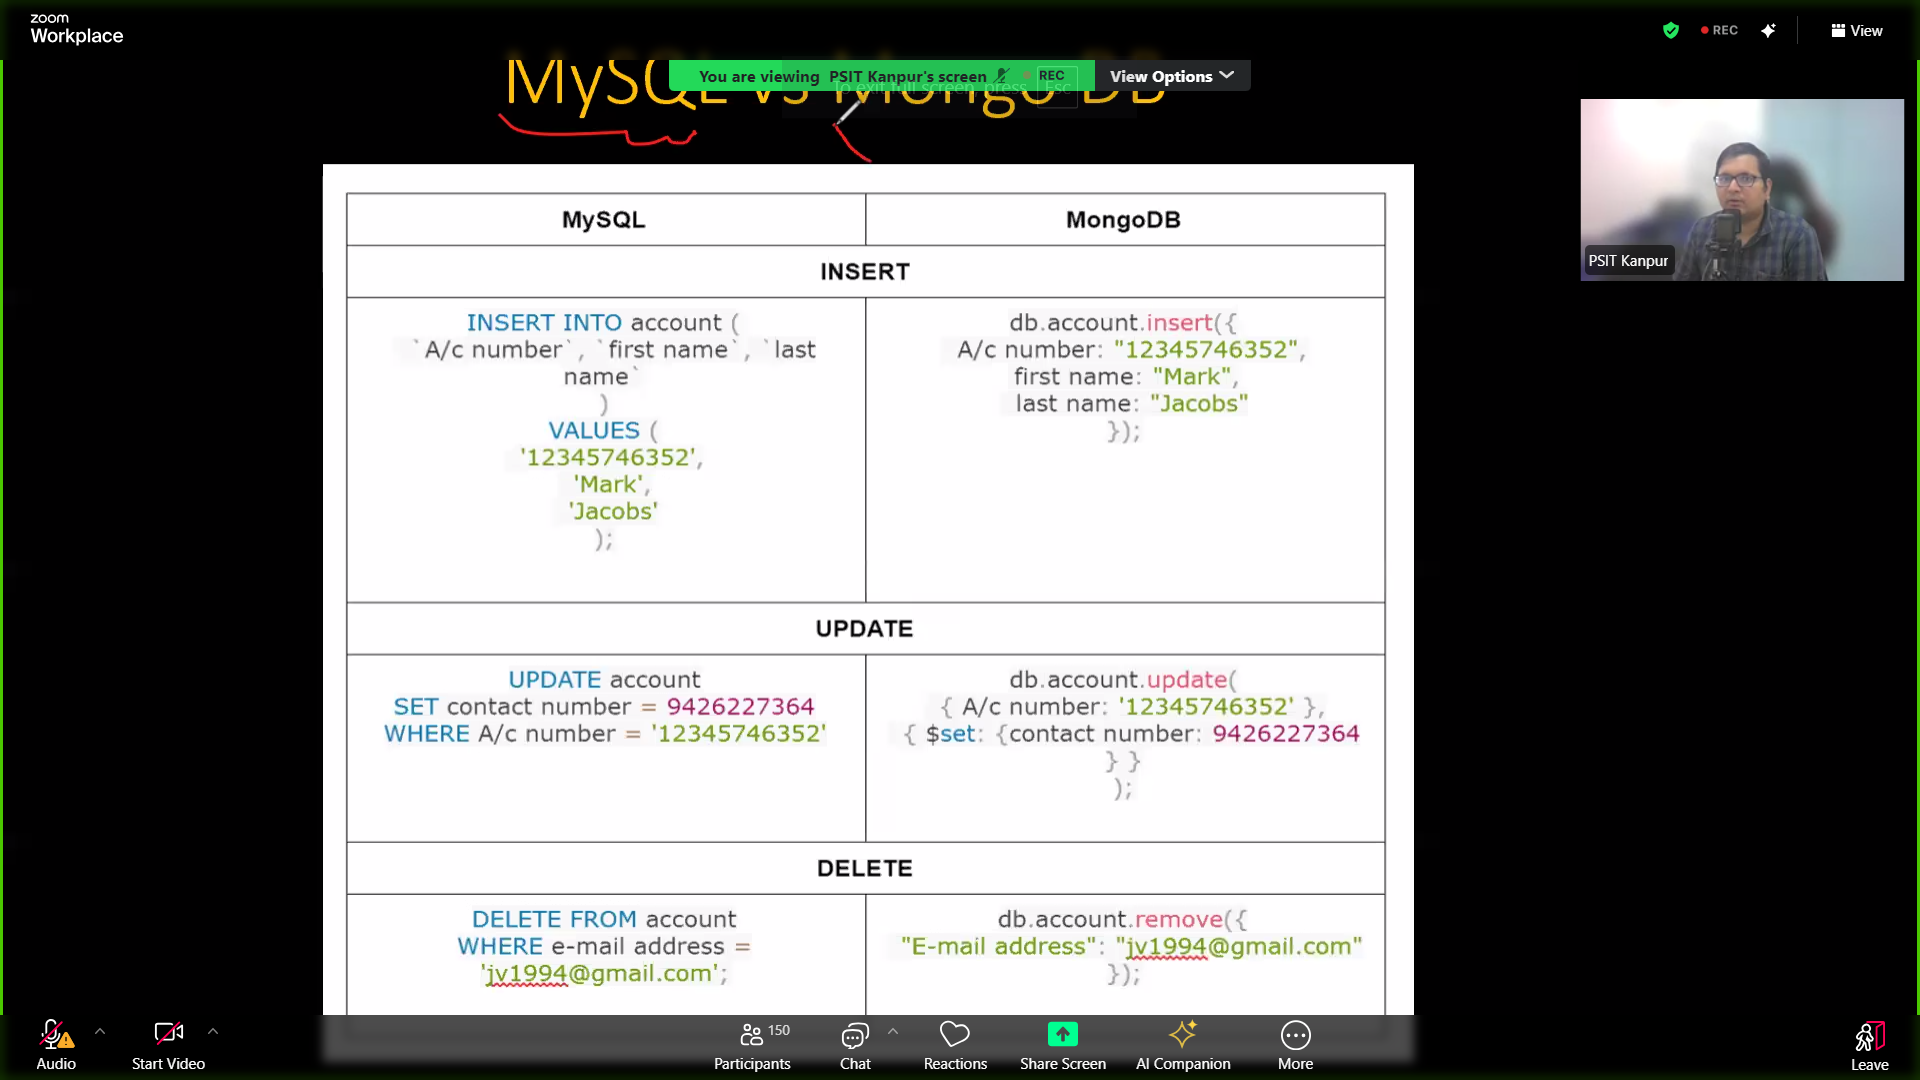 zoom
Workplace
REC
View
MySQL vs Mongo DB
You are viewing PSIT Kanpur's screen REC View Options
To exit full screen, press Esc
PSIT Kanpur
MySQL MongoDB
INSERT
INSERT INTO account (
`A/c number`, `first name`, `last
name`
)
VALUES (
'12345746352',
'Mark',
'Jacobs'
);
db.account.insert({
A/c number: "12345746352",
first name: "Mark",
last name: "Jacobs"
});
UPDATE
UPDATE account
SET contact number = 9426227364
WHERE A/c number = '12345746352'
db.account.update(
{ A/c number: '12345746352' },
{ $set: {contact number: 9426227364
} }
);
DELETE
DELETE FROM account
WHERE e-mail address =
'jv1994@gmail.com';
db.account.remove({
"E-mail address": "jv1994@gmail.com"
});
Audio
Start Video
150
Participants
Chat
Reactions
Share Screen
AI Companion
More
Leave